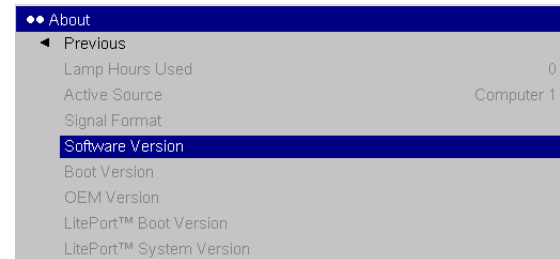 ●● About
◄ Previous
Lamp Hours Used 0
Active Source Computer 1
Signal Format
Software Version
Boot Version
OEM Version
LitePort™ Boot Version
LitePort™ System Version